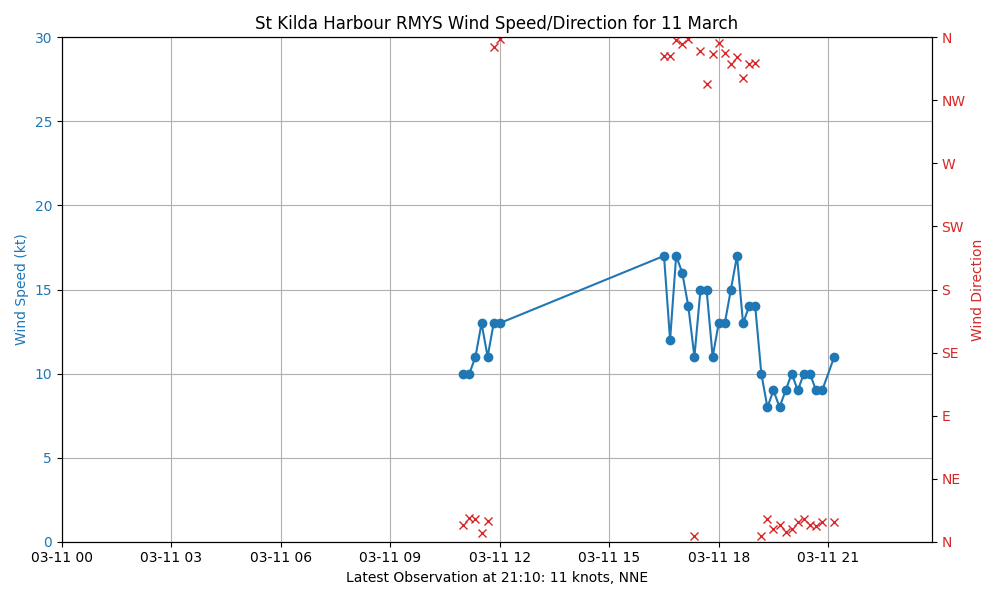 St Kilda Harbour RMYS Wind Speed/Direction for 11 March
30
25
20
15
10
5
0
Wind Speed (kt)
N
NW
W
SW
S
SE
E
NE
N
Wind Direction
03-11 00 03-11 03 03-11 06 03-11 09 03-11 12 03-11 15 03-11 18 03-11 21
Latest Observation at 21:10: 11 knots, NNE